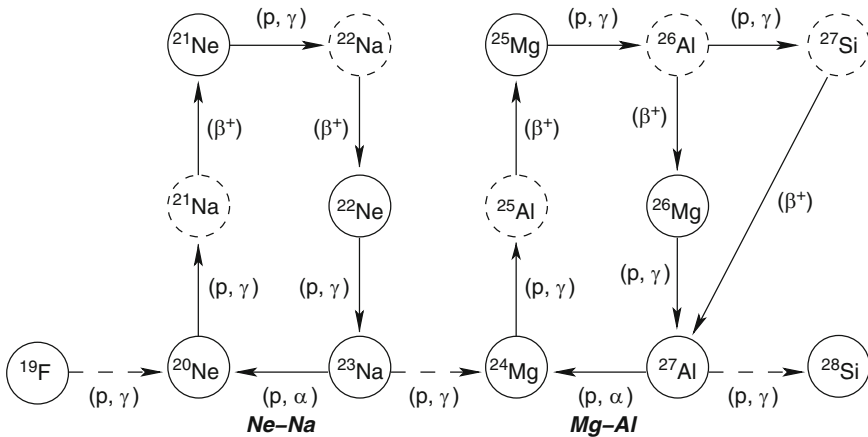 (p, γ) (p, γ) (p, γ)
²¹Ne ²²Na ²⁵Mg ²⁶Al ²⁷Si
(β⁺) (β⁺) (β⁺) (β⁺)
²¹Na ²²Ne ²⁵Al ²⁶Mg (β⁺)
(p, γ) (p, γ) (p, γ) (p, γ)
¹⁹F ²⁰Ne ²³Na ²⁴Mg ²⁷Al ²⁸Si
(p, γ) (p, α) (p, γ) (p, α) (p, γ)
Ne–Na Mg–Al